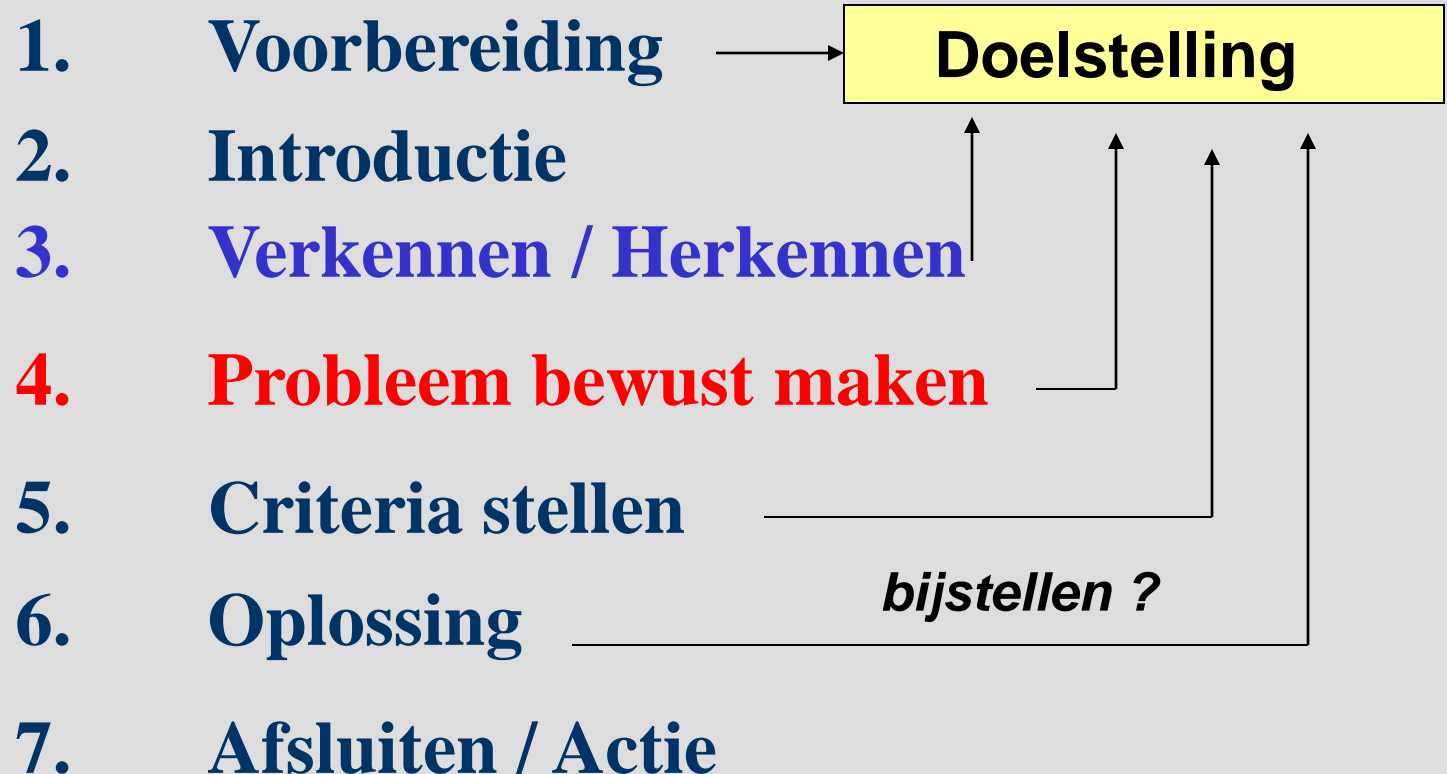 1. Voorbereiding Doelstelling
2. Introductie
3. Verkennen / Herkennen
4. Probleem bewust maken
5. Criteria stellen
bijstellen ?
6. Oplossing
7. Afsluiten / Actie